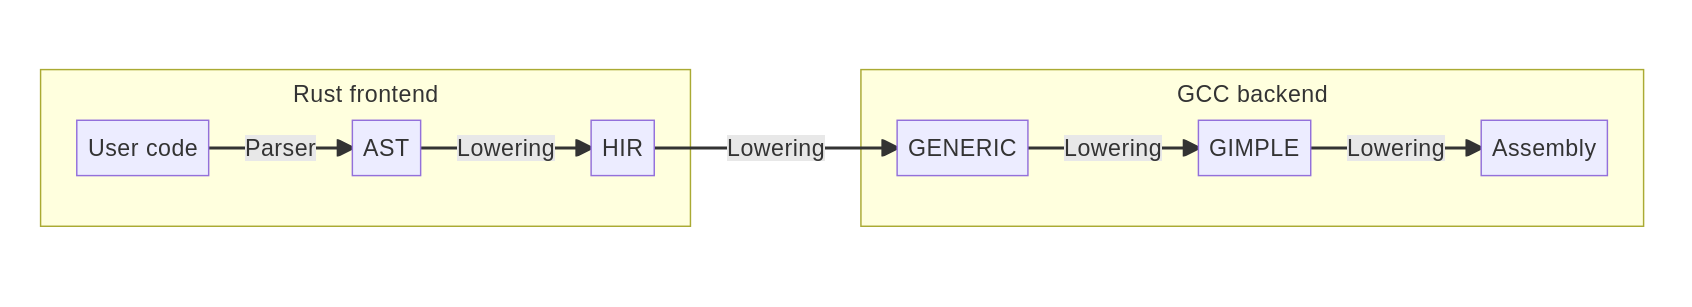 Rust frontend
GCC backend
User code
Parser
AST
Lowering
HIR
Lowering
GENERIC
Lowering
GIMPLE
Lowering
Assembly